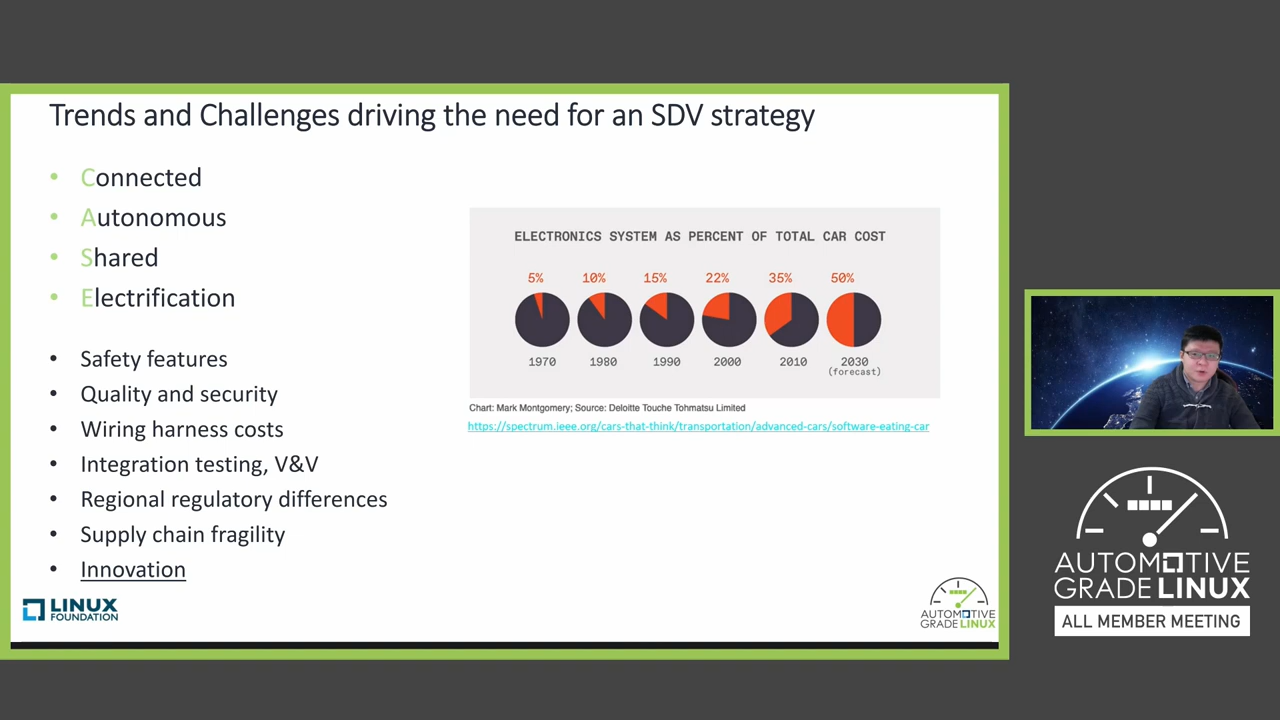 Trends and Challenges driving the need for an SDV strategy
• Connected
• Autonomous
• Shared
• Electrification
• Safety features
• Quality and security
• Wiring harness costs
• Integration testing, V&V
• Regional regulatory differences
• Supply chain fragility
• Innovation
ELECTRONICS SYSTEM AS PERCENT OF TOTAL CAR COST
5% 10% 15% 22% 35% 50%
1970 1980 1990 2000 2010 2030
(forecast)
Chart: Mark Montgomery; Source: Deloitte Touche Tohmatsu Limited
https://spectrum.ieee.org/cars-that-think/transportation/advanced-cars/software-eating-car
LINUX
FOUNDATION
AUTOMOTIVE
GRADE LINUX
AUTOMOTIVE
GRADE LINUX
ALL MEMBER MEETING